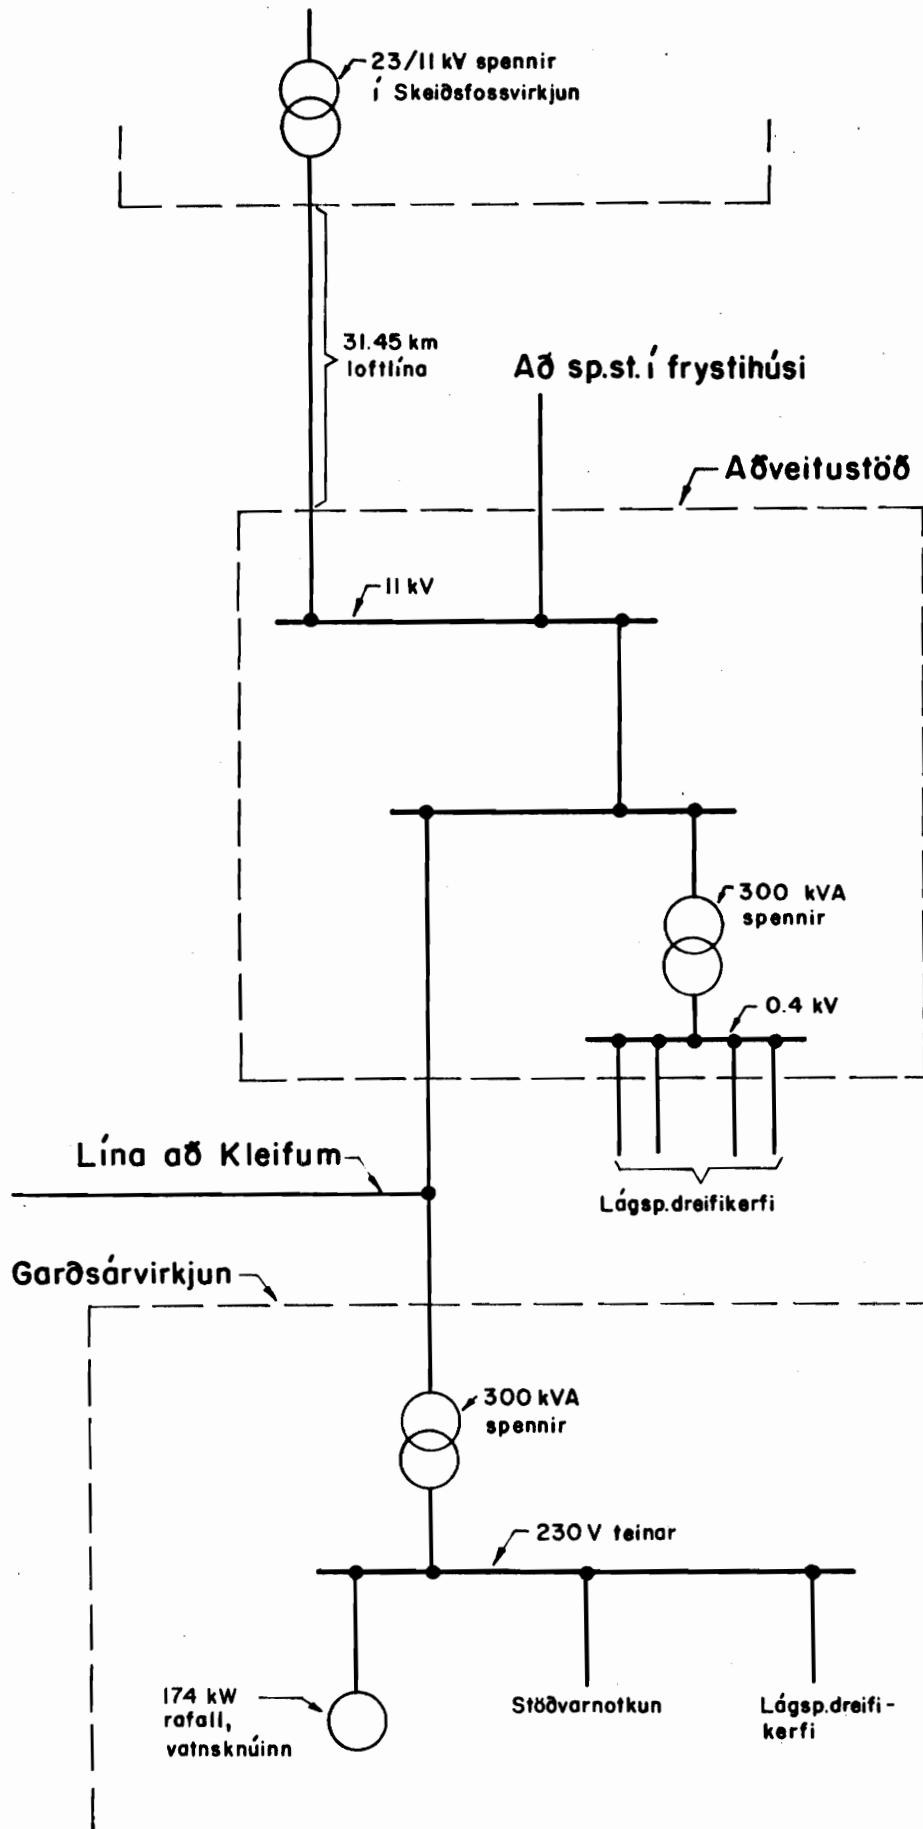 23/11 kV spennir
í Skeiðsfossvirkjun
31.45 km
loftlína
Að sp.st. í frystihúsi
Aðveitustöð
11 kV
300 kVA
spennir
0.4 kV
Lína að Kleifum
Lágsp.dreifikerfi
Garðsárvirkjun
300 kVA
spennir
230 V teinar
174 kW
rafall,
vatnsknúinn
Stöðvarnotkun
Lágsp.dreifi-
kerfi